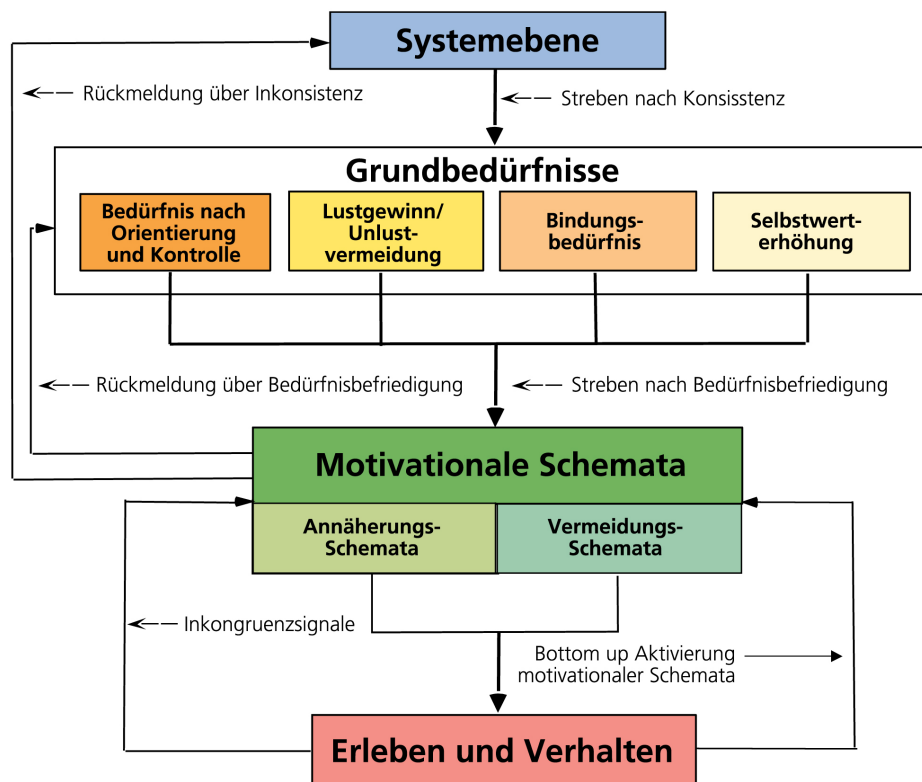 Systemebene
Rückmeldung über Inkonsistenz
Streben nach Konsisstenz
Grundbedürfnisse
Bedürfnis nach
Orientierung
und Kontrolle
Lustgewinn/
Unlust-
vermeidung
Bindungs-
bedürfnis
Selbstwert-
erhöhung
Rückmeldung über Bedürfnisbefriedigung
Streben nach Bedürfnisbefriedigung
Motivationale Schemata
Annäherungs-
Schemata
Vermeidungs-
Schemata
Inkongruenzsignale
Bottom up Aktivierung
motivationaler Schemata
Erleben und Verhalten